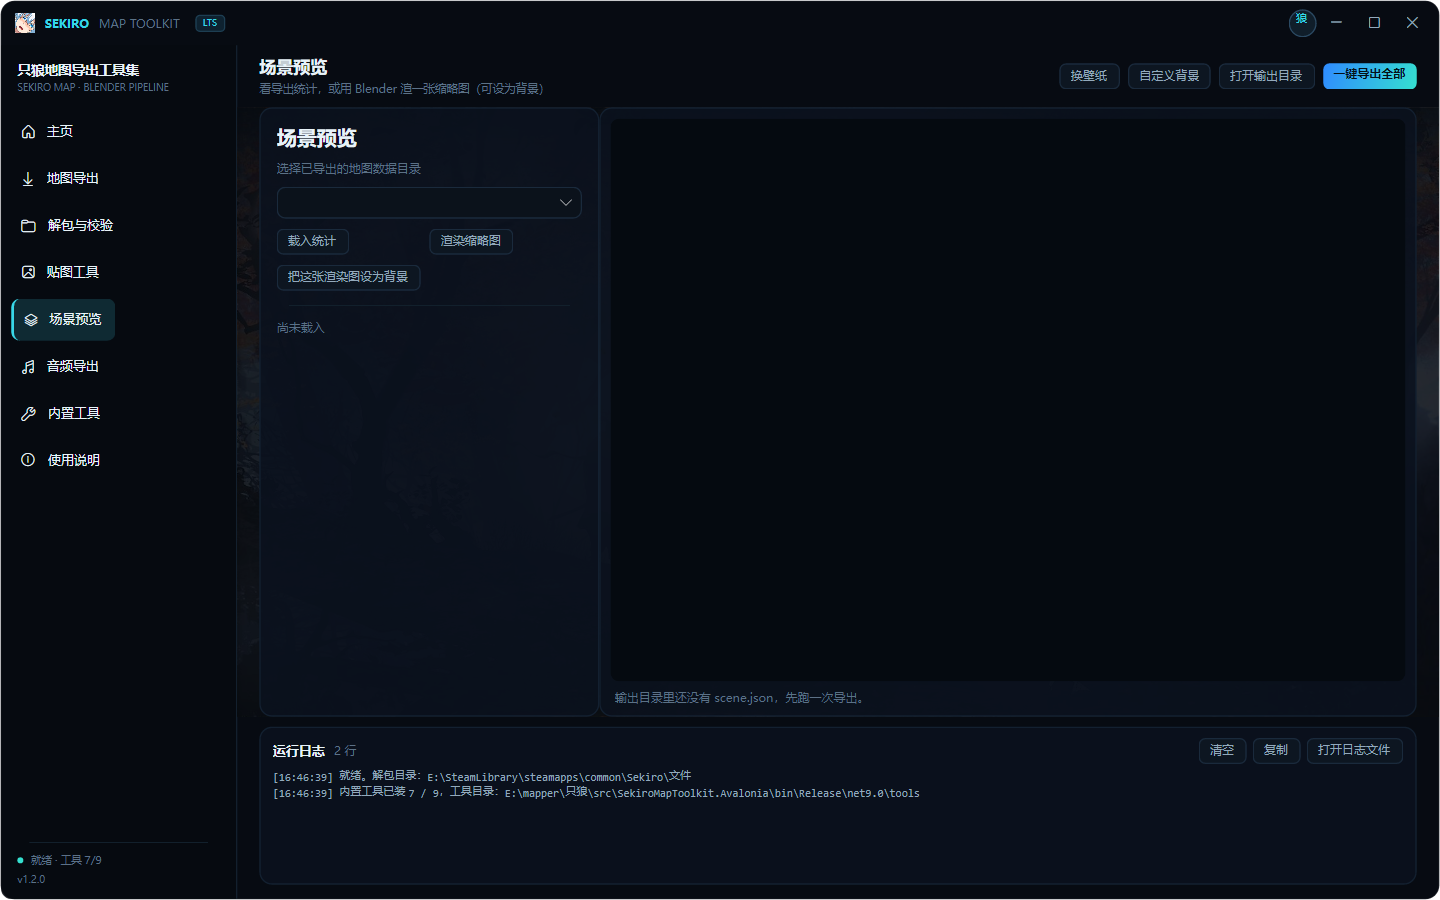 SEKIRO MAP TOOLKIT LTS
狼
只狼地图导出工具集
SEKIRO MAP · BLENDER PIPELINE
主页
地图导出
解包与校验
贴图工具
场景预览
音频导出
内置工具
使用说明
就绪 · 工具 7/9
v1.2.0
场景预览
看导出统计，或用 Blender 渲一张缩略图（可设为背景）
换壁纸
自定义背景
打开输出目录
一键导出全部
场景预览
选择已导出的地图数据目录
载入统计
渲染缩略图
把这张渲染图设为背景
尚未载入
输出目录里还没有 scene.json，先跑一次导出。
运行日志 2 行
清空
复制
打开日志文件
[16:46:39] 就绪。解包目录：E:\SteamLibrary\steamapps\common\Sekiro\文件
[16:46:39] 内置工具已装 7 / 9，工具目录：E:\mapper\只狼\src\SekiroMapToolkit.Avalonia\bin\Release\net9.0\tools